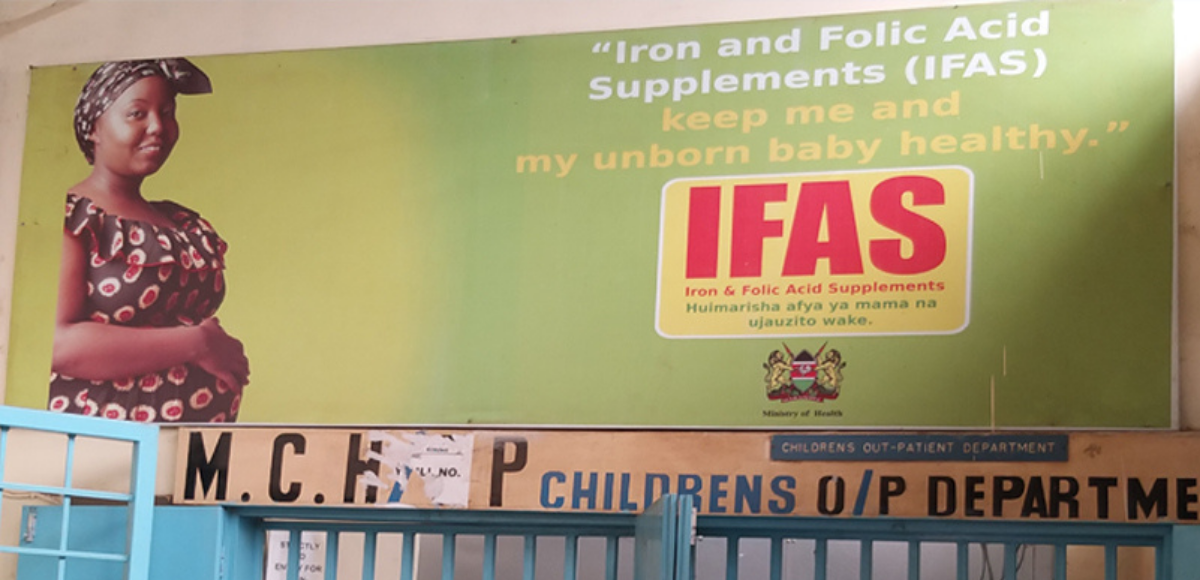 “Iron and Folic Acid
Supplements (IFAS)
keep me and
my unborn baby healthy.”
IFAS
Iron & Folic Acid Supplements
Huimarisha afya ya mama na
ujauzito wake.
Ministry of Health
CHILDRENS OUT-PATIENT DEPARTMENT
M.C.H P CHILDRENS O/P DEPARTME
NO.